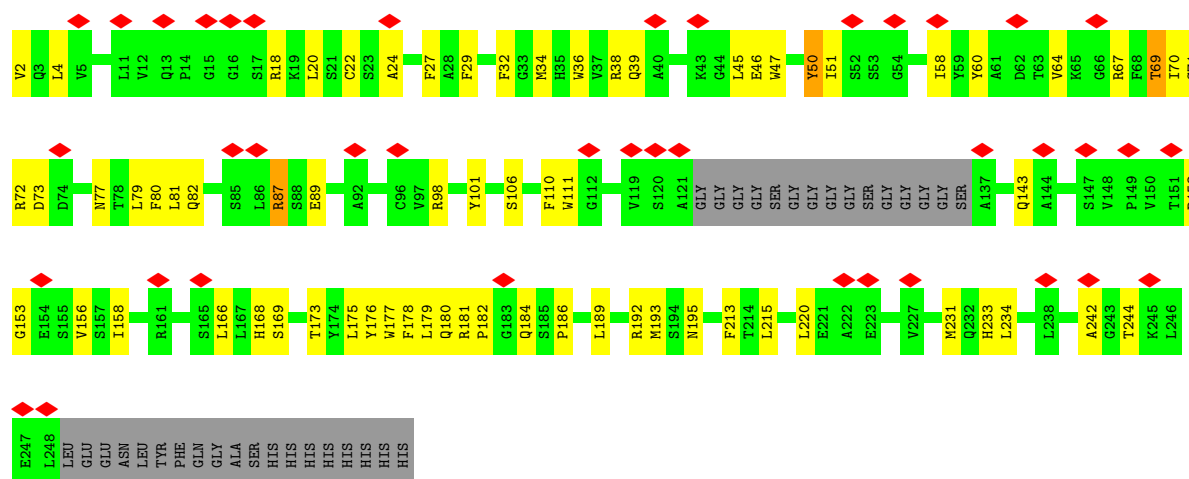 V2 Q3 L4 V5 L11 V12 Q13 P14 G15 G16 S17 R18 K19 L20 S21 C22 S23 A24 F27 A28 F29 F32 G33 M34 H35 W36 V37 R38 Q39 A40 K43 G44 L45 E46 W47 Y50 I51 S52 S53 G54 I58 Y59 Y60 A61 D62 T63 V64 K65 G66 R67 F68 T69 I70
R72 D73 D74 N77 T78 L79 F80 L81 Q82 S85 L86 R87 S88 E89 A92 C96 V97 R98 Y101 S106 F110 W111 G112 V119 S120 A121 GLY GLY GLY GLY SER GLY GLY GLY GLY SER GLY GLY GLY GLY SER A137 Q143 A144 S147 V148 P149 V150 T151
G153 E154 S155 V156 S157 I158 R161 S165 L166 L167 H168 S169 T173 Y174 L175 Y176 W177 F178 L179 Q180 R181 P182 G183 Q184 S185 P186 L189 R192 M193 S194 N195 F213 T214 L215 L220 E221 A222 E223 V227 M231 Q232 H233 L234 L238 A242 G243 T244 K245 L246
E247 L248 LEU GLU GLU ASN LEU TYR PHE GLN GLY ALA SER HIS HIS HIS HIS HIS HIS HIS HIS HIS